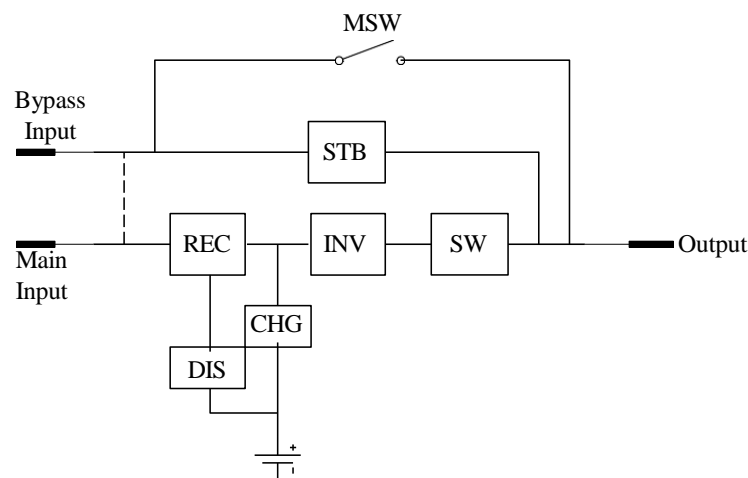 MSW
Bypass
Input
STB
REC
INV
SW
Output
Main
Input
CHG
DIS
+
-